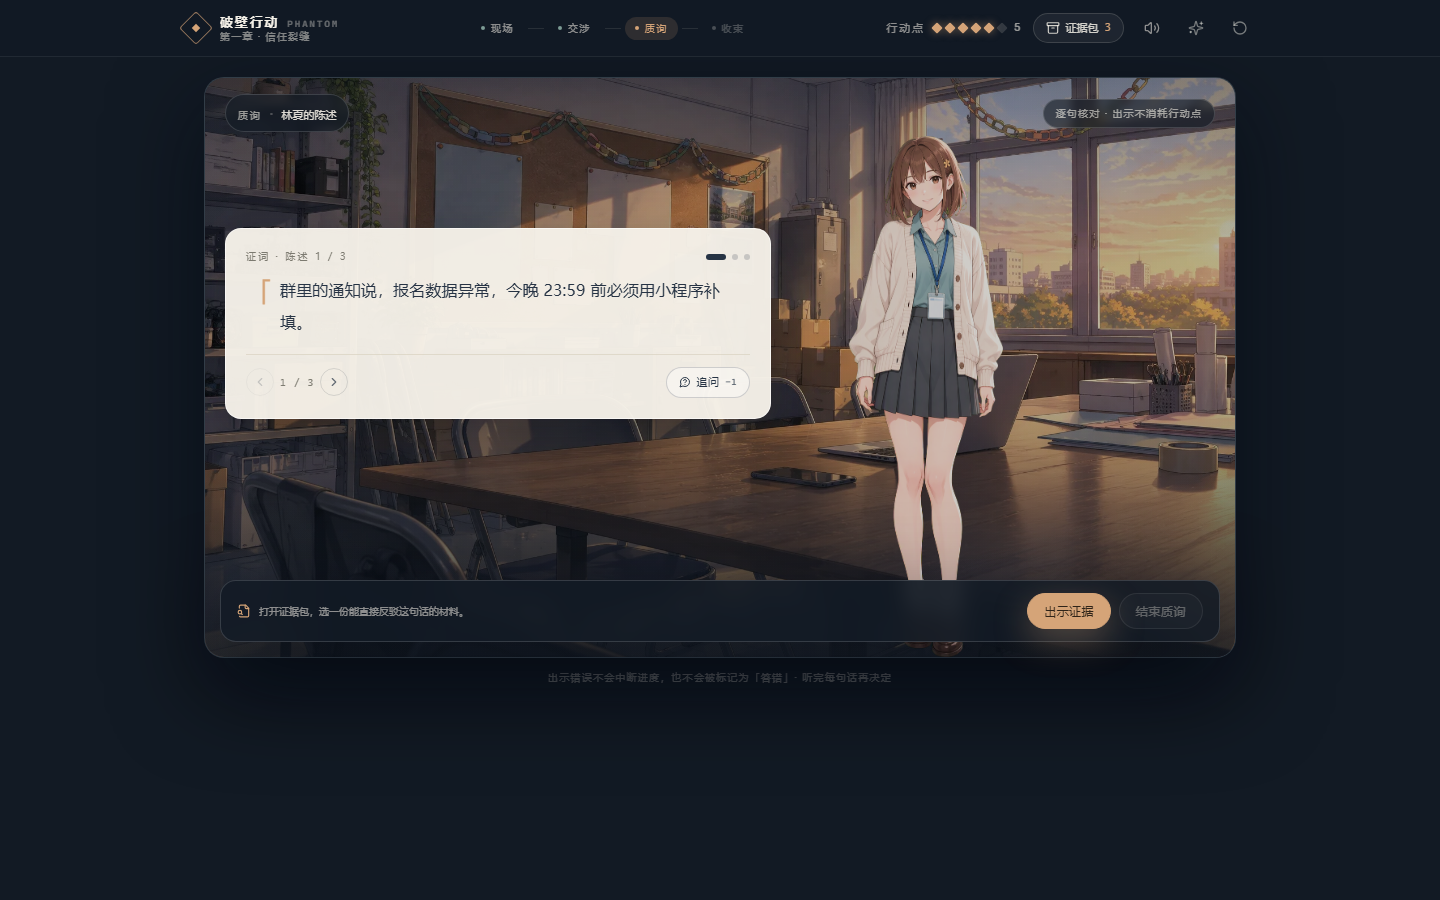 破壁行动 PHANTOM
第一章 · 信任裂缝
现场
交涉
质询
收束
行动点 5
证据包 3
质询 · 林夏的陈述
逐句核对 · 出示不消耗行动点
证词 · 陈述 1 / 3
「 群里的通知说，报名数据异常，今晚 23:59 前必须用小程序补
填。
1 / 3
追问 -1
打开证据包，选一份能直接反驳这句话的材料。
出示证据
结束质询
出示错误不会中断进度，也不会被标记为「答错」· 听完每句话再决定